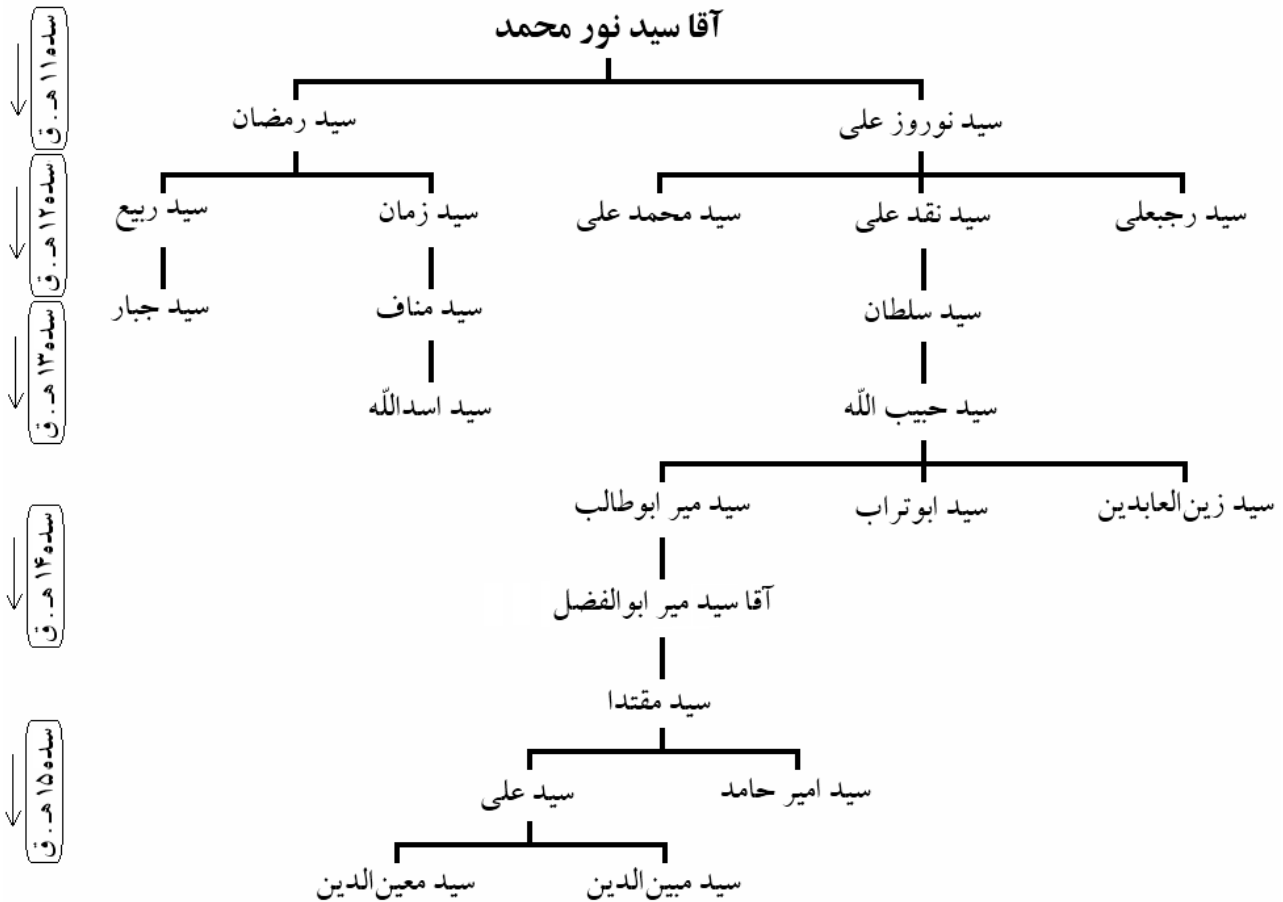 آقا سید نور محمد
سده ۱۱ هـ . ق
سید نوروز علی
سید رمضان
سده ۱۲ هـ . ق
سید رجبعلی
سید نقد علی
سید محمد علی
سید زمان
سید ربیع
سید سلطان
سید مناف
سید جبار
سده ۱۳ هـ . ق
سید حبیب اللّه
سید اسداللّه
سید زین‌العابدین
سید ابوتراب
سید میر ابوطالب
سده ۱۴ هـ . ق
آقا سید میر ابوالفضل
سید مقتدا
سده ۱۵ هـ . ق
سید امیر حامد
سید علی
سید مبین‌الدین
سید معین‌الدین